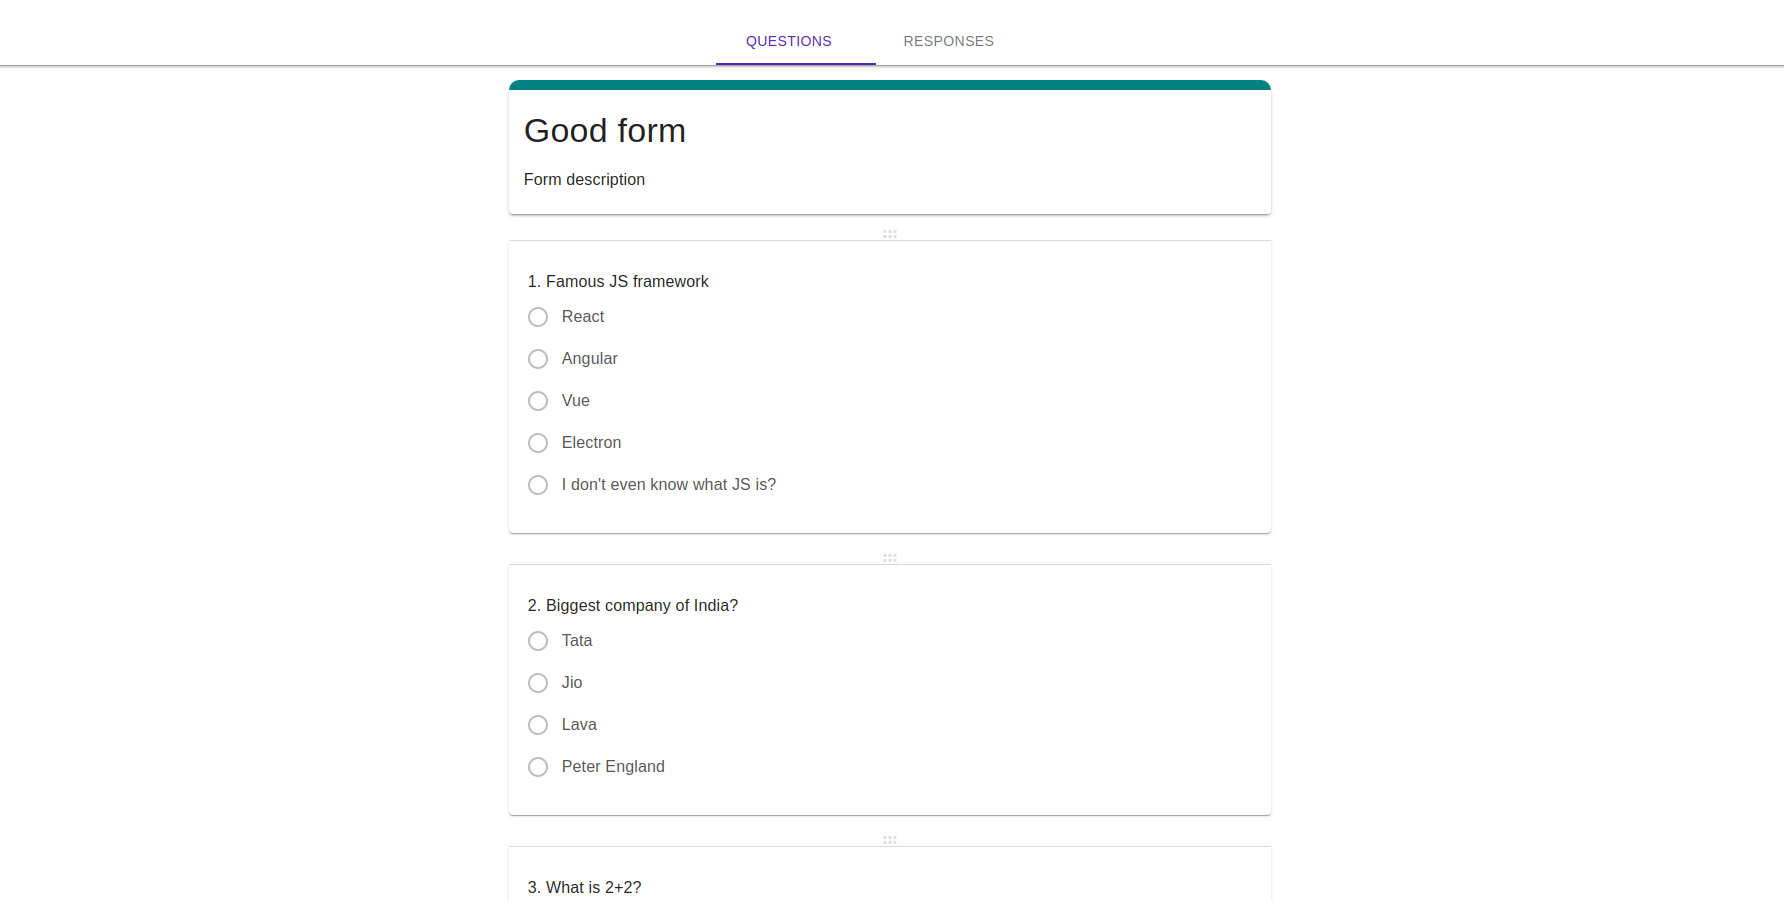 QUESTIONS RESPONSES
Good form
Form description
1. Famous JS framework
React
Angular
Vue
Electron
I don't even know what JS is?
2. Biggest company of India?
Tata
Jio
Lava
Peter England
3. What is 2+2?